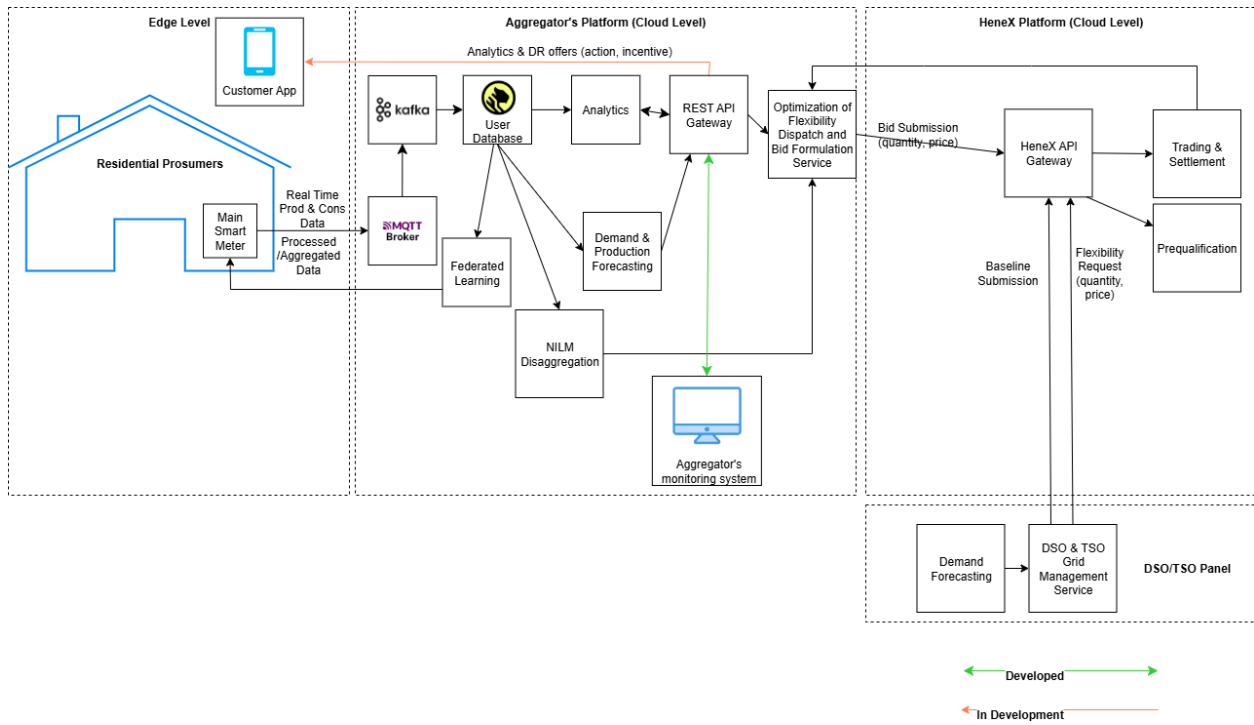 Edge Level
Aggregator's Platform (Cloud Level)
HeneX Platform (Cloud Level)
Customer App
Analytics & DR offers (action, incentive)
kafka
User
Database
Analytics
REST API
Gateway
Optimization of
Flexibility
Dispatch and
Bid Formulation
Service
Bid Submission
(quantity, price)
HeneX API
Gateway
Trading &
Settlement
Residential Prosumers
Main
Smart
Meter
Real Time
Prod & Cons
Data
Processed
/Aggregated
Data
MQTT
Broker
Federated
Learning
Demand &
Production
Forecasting
NILM
Disaggregation
Baseline
Submission
Flexibility
Request
(quantity,
price)
Prequalification
Aggregator's
monitoring system
Demand
Forecasting
DSO & TSO
Grid
Management
Service
DSO/TSO Panel
Developed
In Development